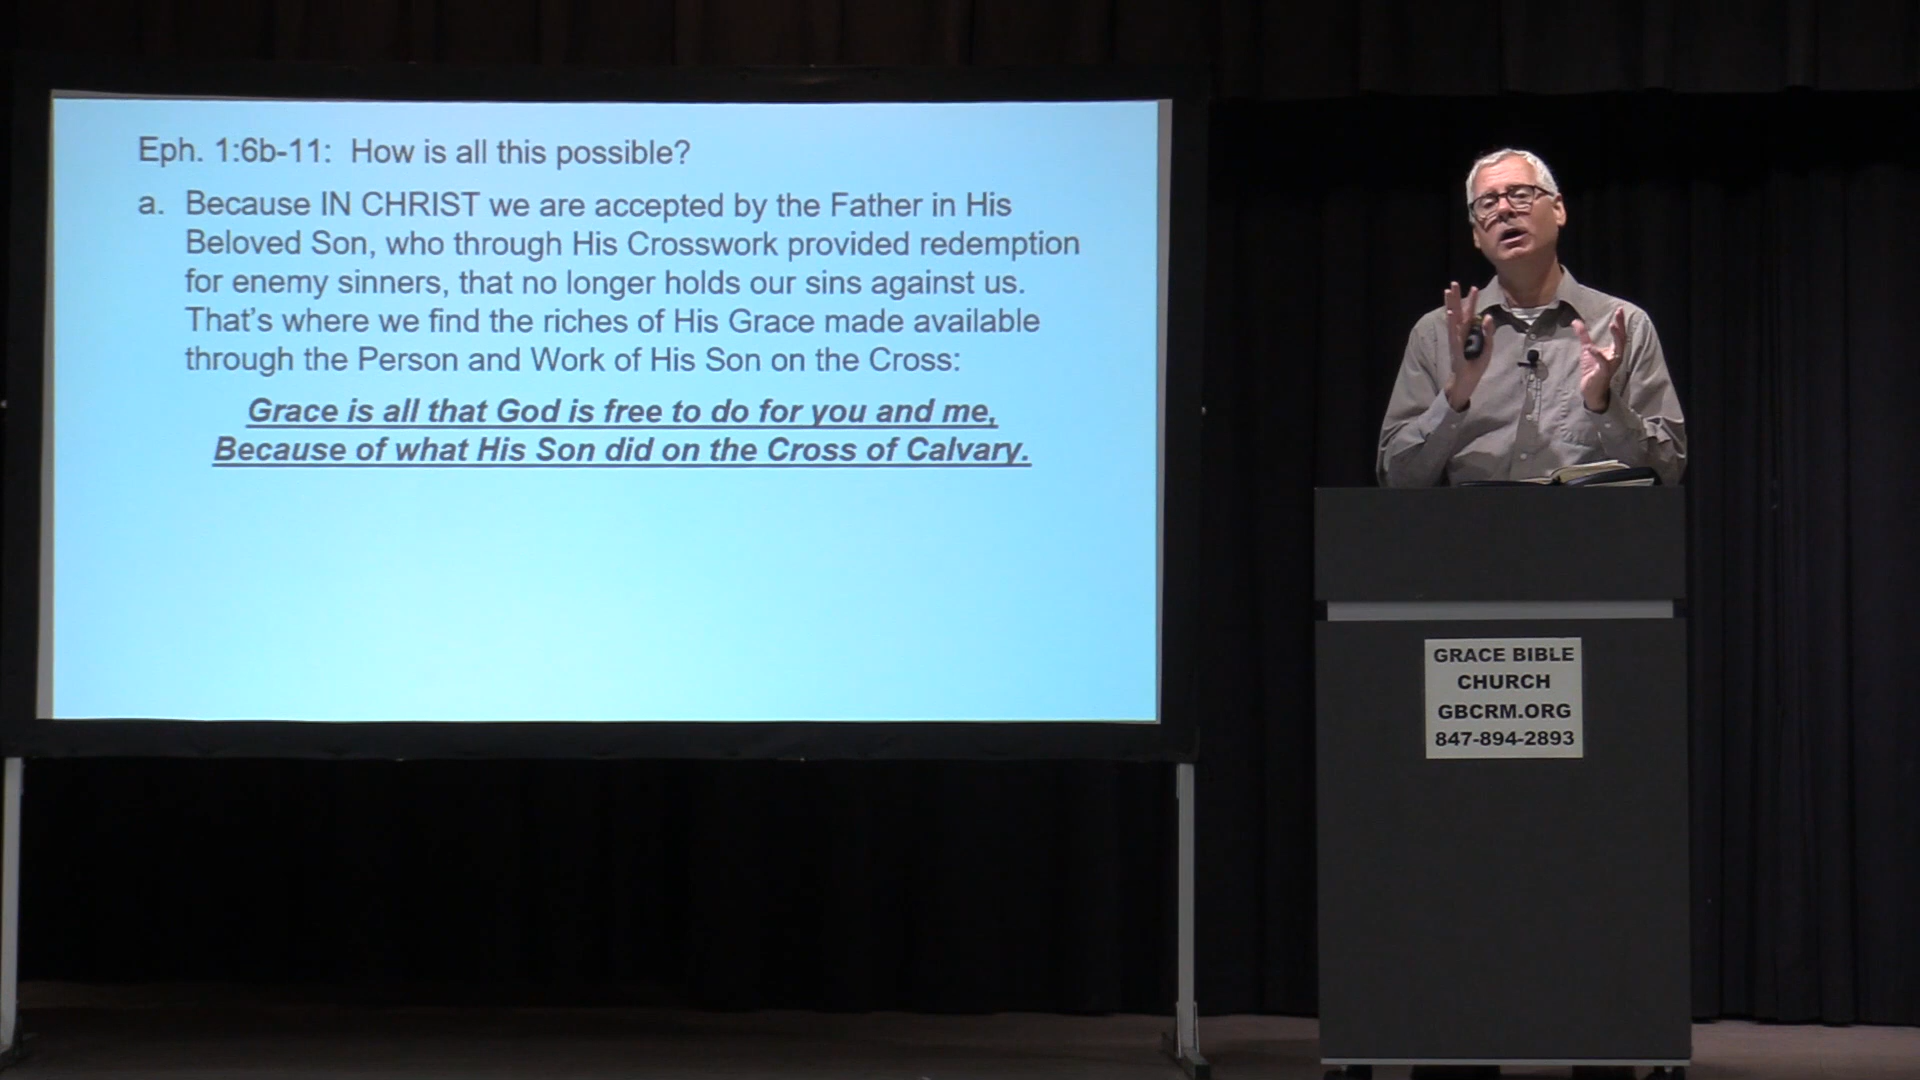 Eph. 1:6b-11: How is all this possible?
a. Because IN CHRIST we are accepted by the Father in His
Beloved Son, who through His Crosswork provided redemption
for enemy sinners, that no longer holds our sins against us.
That's where we find the riches of His Grace made available
through the Person and Work of His Son on the Cross:
Grace is all that God is free to do for you and me,
Because of what His Son did on the Cross of Calvary.
GRACE BIBLE
CHURCH
GBCRM.ORG
847-894-2893